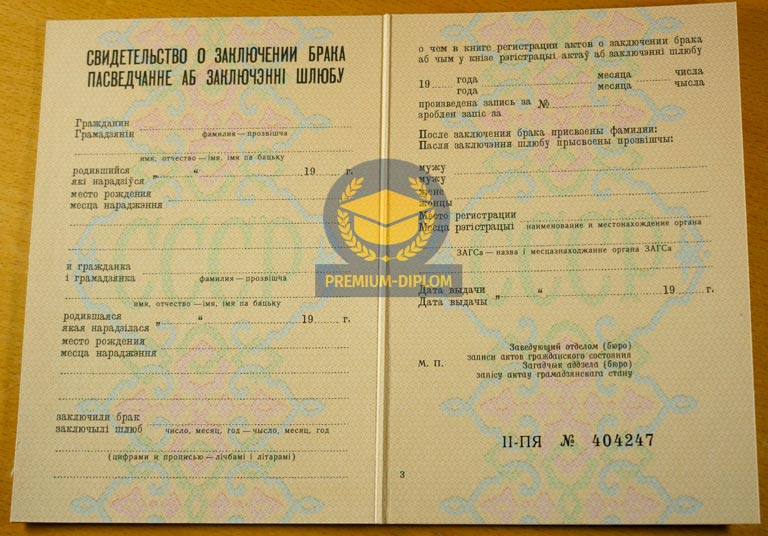 СВИДЕТЕЛЬСТВО О ЗАКЛЮЧЕНИИ БРАКА
ПАСВЕДЧАННЕ АБ ЗАКЛЮЧЭННІ ШЛЮБУ
Гражданин
Грамадзянін
фамилия — прозвішча
имя, отчество — імя, імя па бацьку
родившийся „ “ 19 г.
які нарадзіўся
место рождения
месца нараджэння
и гражданка
і грамадзянка
фамилия — прозвішча
имя, отчество — імя, імя па бацьку
родившаяся „ “ 19 г.
якая нарадзілася
место рождения
месца нараджэння
заключили брак
заключылі шлюб
число, месяц, год — чысло, месяц, год
(цифрами и прописью — лічбамі і літарамі)
о чем в книге регистрации актов о заключении брака
аб чым у кнізе рэгістрацыі актаў аб заключэнні шлюбу
19 года месяца числа
года месяца чысла
произведена запись за №
зроблен запіс за
После заключения брака присвоены фамилии:
Пасля заключэння шлюбу прысвоены прозвішчы:
мужу
мужу
жене
жонцы
Место регистрации
Месца рэгістрацыі наименование и местонахождение органа
ЗАГСа — назва і месцазнаходжанне органа ЗАГСа
Дата выдачи „ “ 19 г.
Дата выдачы
М. П.
Заведующий отделом (бюро)
записи актов гражданского состояния
Загадчык аддзела (бюро)
запісу актаў грамадзянскага стану
II-ПЯ № 404247
3
СССР
СССР
PREMIUM-DIPLOM